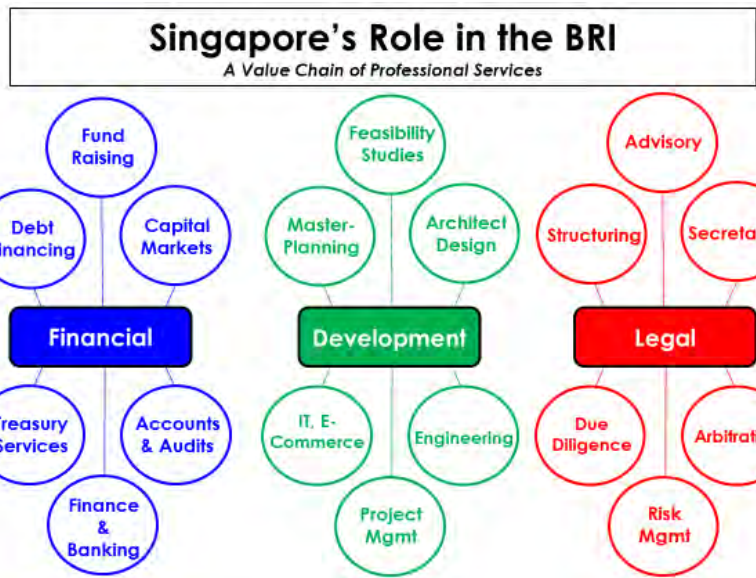 Singapore's Role in the BRI
A Value Chain of Professional Services
Fund
Raising
Debt
Capital
Markets
Financial
Accounts
& Audits
Finance
&
Banking
Feasibility
Studies
Master-
Planning
Architect
Design
Development
IT, E-
Commerce
Engineering
Project
Mgmt
Advisory
Structuring
Legal
Due
Diligence
Risk
Mgmt